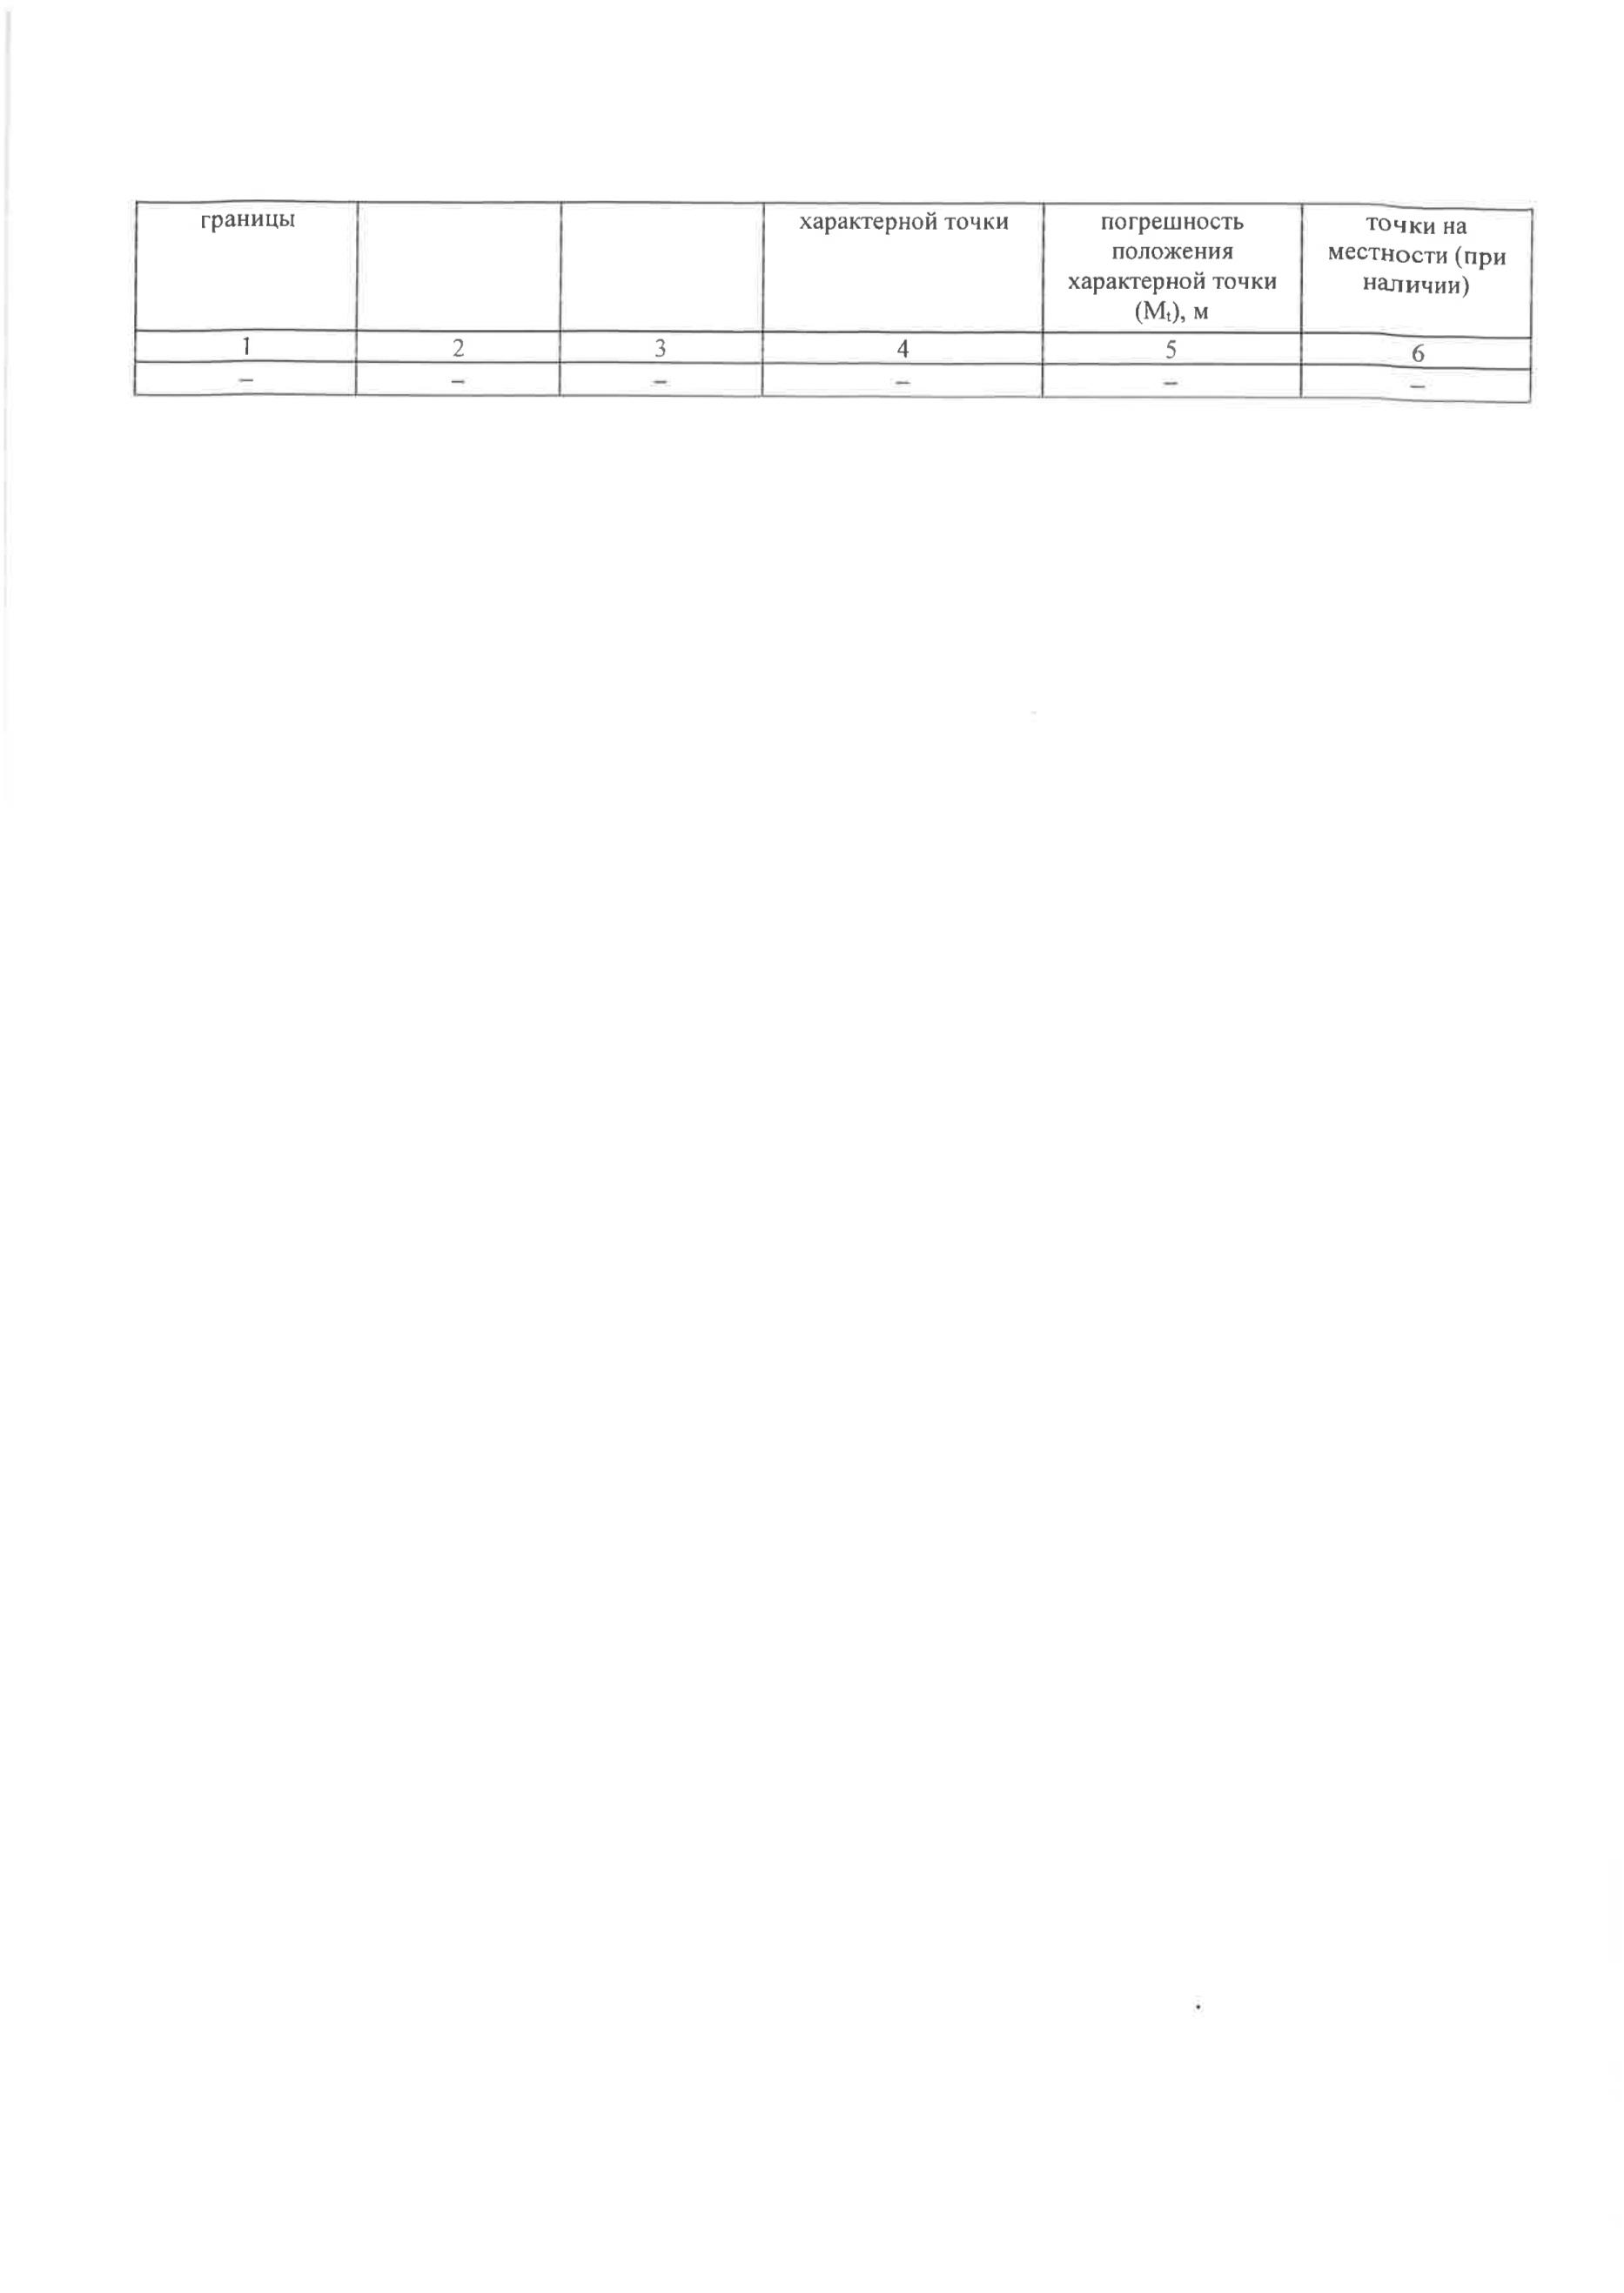 границы
характерной точки
погрешность
положения
характерной точки
(Mt), м
точки на
местности (при
наличии)
1 2 3 4 5 6
– – – – – –